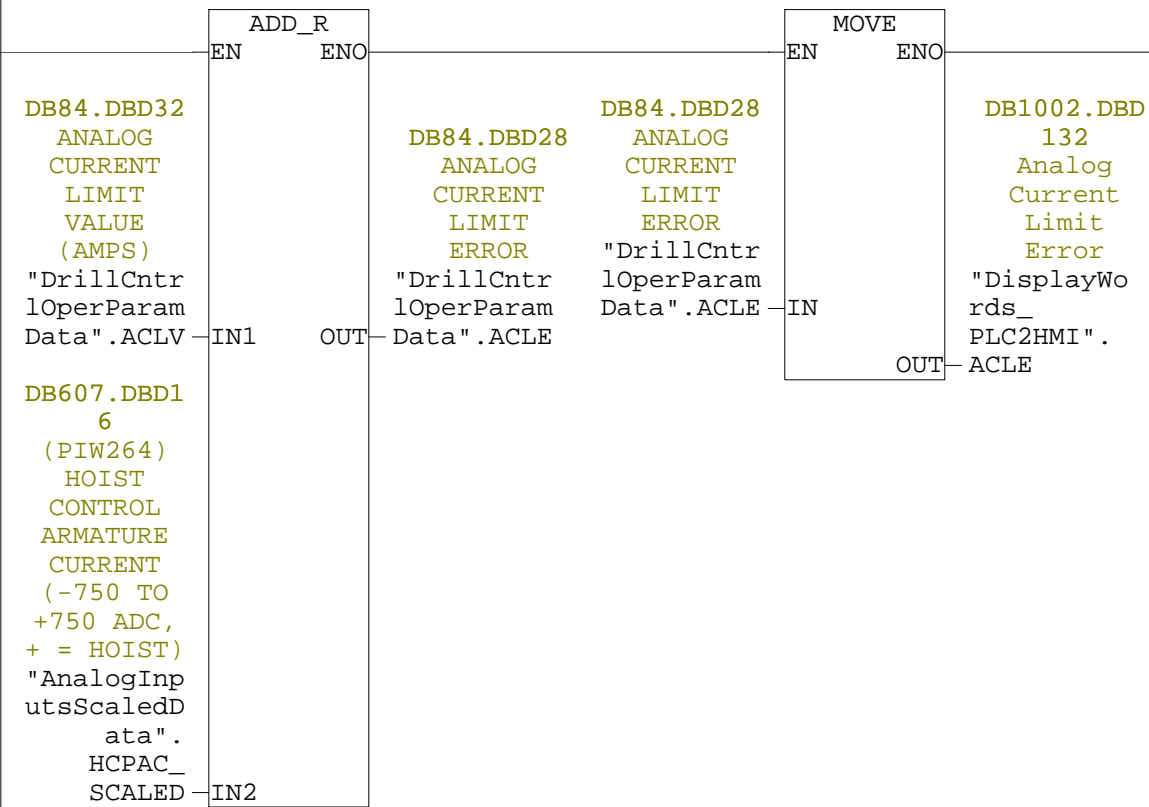 ADD_R
EN ENO
DB84.DBD32
ANALOG
CURRENT
LIMIT
VALUE
(AMPS)
"DrillCntr
lOperParam
Data".ACLV
IN1
DB607.DBD1
6
(PIW264)
HOIST
CONTROL
ARMATURE
CURRENT
(-750 TO
+750 ADC,
+ = HOIST)
"AnalogInp
utsScaledD
ata".
HCPAC_
SCALED
IN2
OUT
DB84.DBD28
ANALOG
CURRENT
LIMIT
ERROR
"DrillCntr
lOperParam
Data".ACLE
MOVE
EN ENO
DB84.DBD28
ANALOG
CURRENT
LIMIT
ERROR
"DrillCntr
lOperParam
Data".ACLE
IN
OUT
DB1002.DBD
132
Analog
Current
Limit
Error
"DisplayWo
rds_
PLC2HMI".
ACLE